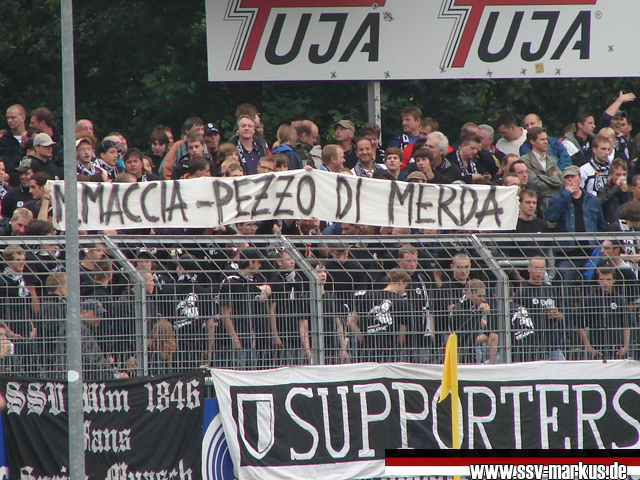 TUJA TUJA
M.MACCIA - PEZZO DI MERDA
SSV Ulm 1846
Fans
SUPPORTERS
www.ssv-markus.de